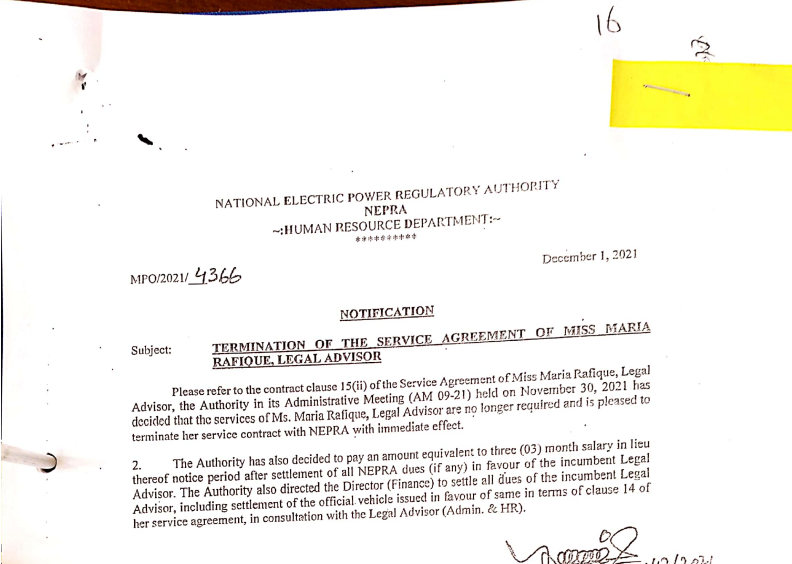 16
NATIONAL ELECTRIC POWER REGULATORY AUTHORITY
NEPRA
~:HUMAN RESOURCE DEPARTMENT:~
**********
December 1, 2021
MPO/2021/ 4366
NOTIFICATION
Subject: TERMINATION OF THE SERVICE AGREEMENT OF MISS MARIA
RAFIQUE, LEGAL ADVISOR
Please refer to the contract clause 15(ii) of the Service Agreement of Miss Maria Rafique, Legal
Advisor, the Authority in its Administrative Meeting (AM 09-21) held on November 30, 2021 has
decided that the services of Ms. Maria Rafique, Legal Advisor are no longer required and is pleased to
terminate her service contract with NEPRA with immediate effect.
2. The Authority has also decided to pay an amount equivalent to three (03) month salary in lieu
thereof notice period after settlement of all NEPRA dues (if any) in favour of the incumbent Legal
Advisor. The Authority also directed the Director (Finance) to settle all dues of the incumbent Legal
Advisor, including settlement of the official vehicle issued in favour of same in terms of clause 14 of
her service agreement, in consultation with the Legal Advisor (Admin. & HR).